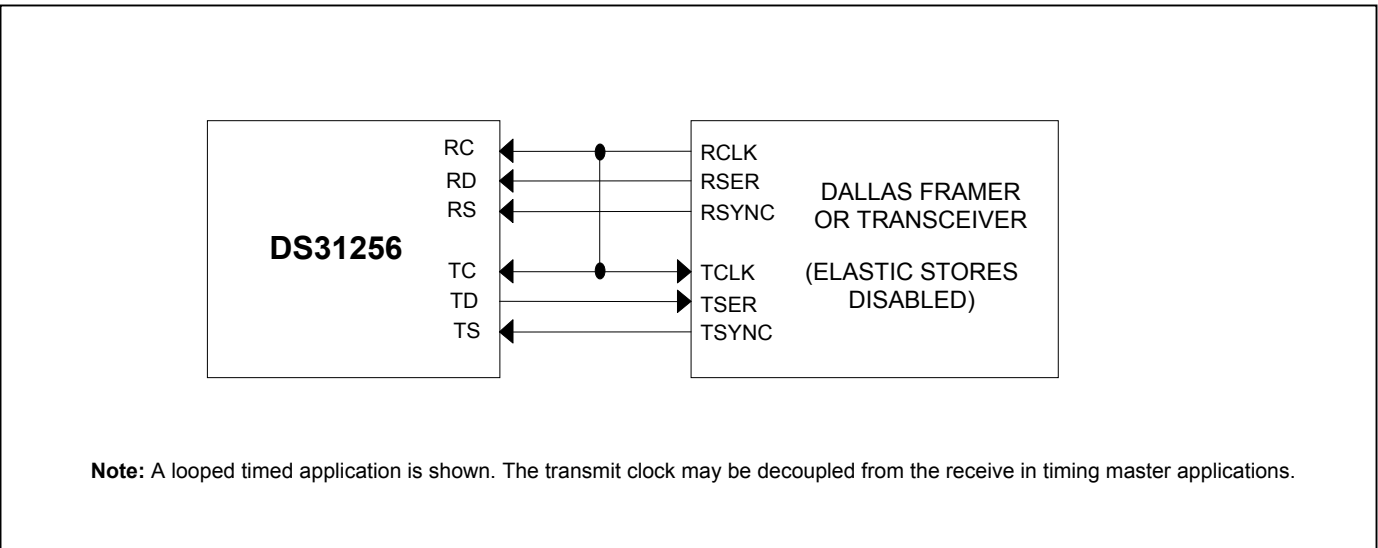 DS31256
RC
RD
RS
TC
TD
TS
RCLK
RSER
RSYNC
TCLK
TSER
TSYNC
DALLAS FRAMER
OR TRANSCEIVER
(ELASTIC STORES
DISABLED)
Note: A looped timed application is shown. The transmit clock may be decoupled from the receive in timing master applications.